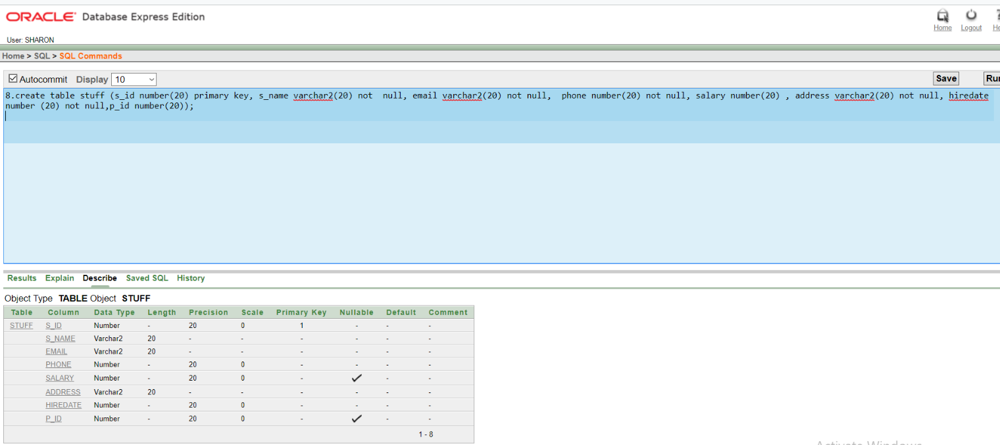 ORACLE Database Express Edition
Home Logout
User: SHARON
Home > SQL > SQL Commands
Autocommit Display 10 Save
8.create table stuff (s_id number(20) primary key, s_name varchar2(20) not  null, email varchar2(20) not null,  phone number(20) not null, salary number(20) , address varchar2(20) not null, hiredate
number (20) not null,p_id number(20));
Results Explain Describe Saved SQL History
Object Type TABLE Object STUFF
Table Column Data Type Length Precision Scale Primary Key Nullable Default Comment
STUFF S_ID Number - 20 0 1 - - -
S_NAME Varchar2 20 - - - - - -
EMAIL Varchar2 20 - - - - - -
PHONE Number - 20 0 - - - -
SALARY Number - 20 0 - ✓ - -
ADDRESS Varchar2 20 - - - - - -
HIREDATE Number - 20 0 - - - -
P_ID Number - 20 0 - ✓ - -
1 - 8